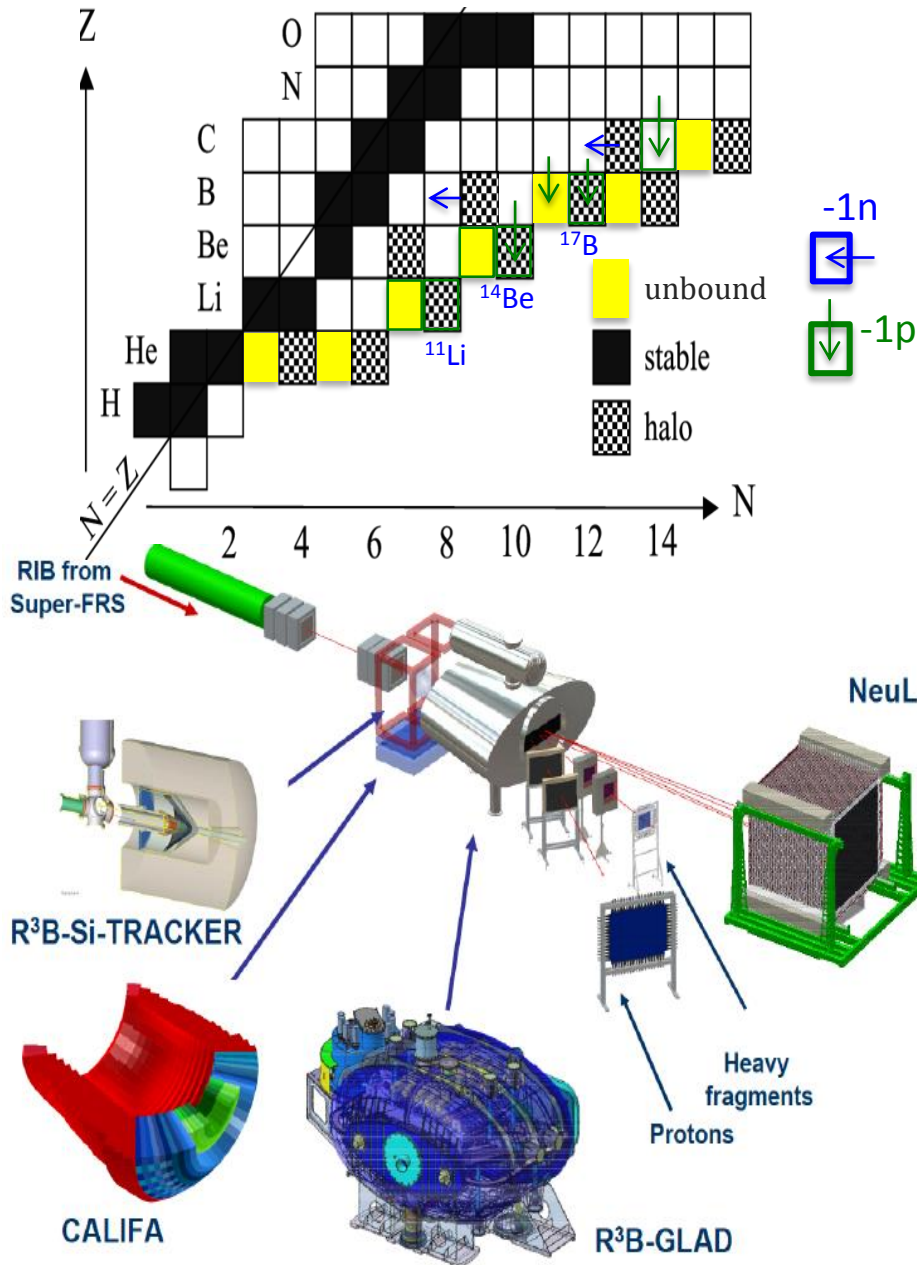 Z
O
N
C
B
Be
Li
He
H
-1n
-1p
17B
14Be
11Li
unbound
stable
halo
N = Z
N
2 4 6 8 10 12 14
RIB from
Super-FRS
NeuL
R³B-Si-TRACKER
Heavy
fragments
Protons
CALIFA
R³B-GLAD